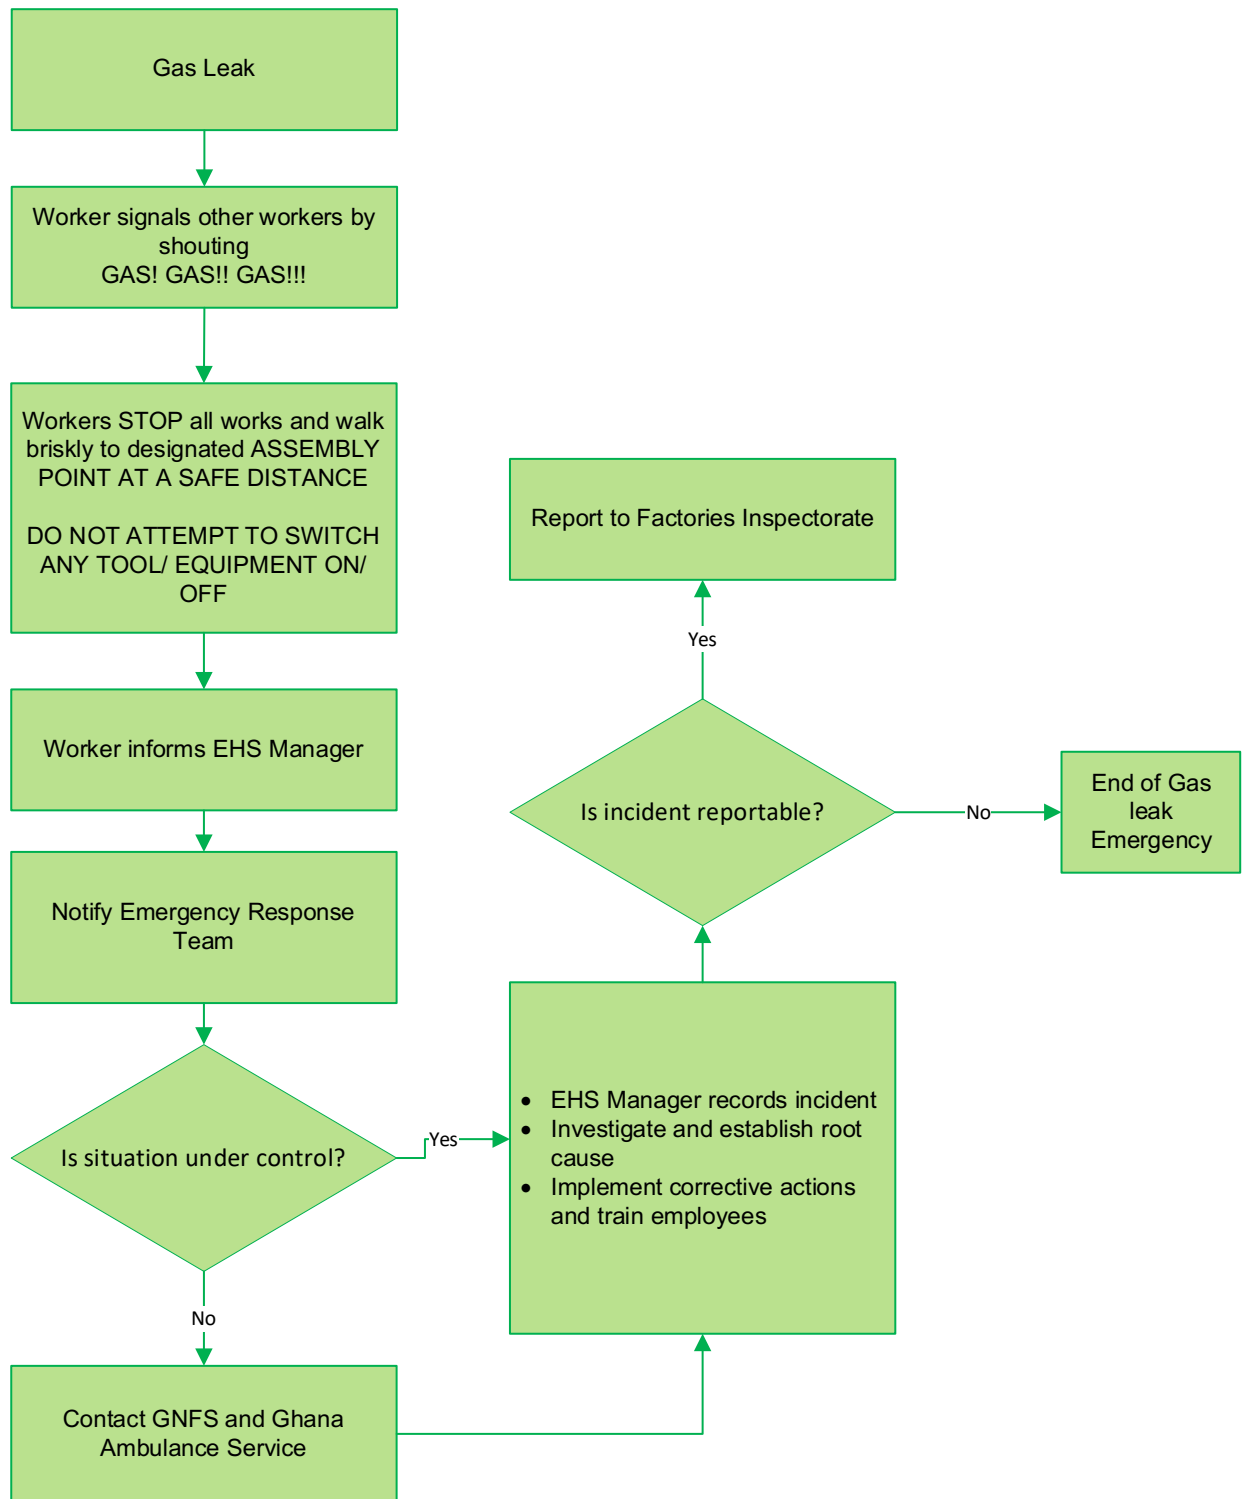 Gas Leak
Worker signals other workers by
shouting
GAS! GAS!! GAS!!!
Workers STOP all works and walk
briskly to designated ASSEMBLY
POINT AT A SAFE DISTANCE
DO NOT ATTEMPT TO SWITCH
ANY TOOL/ EQUIPMENT ON/
OFF
Worker informs EHS Manager
Notify Emergency Response
Team
Is situation under control?
Yes
No
Contact GNFS and Ghana
Ambulance Service
• EHS Manager records incident
• Investigate and establish root
cause
• Implement corrective actions
and train employees
Is incident reportable?
Yes
Report to Factories Inspectorate
No
End of Gas
leak
Emergency